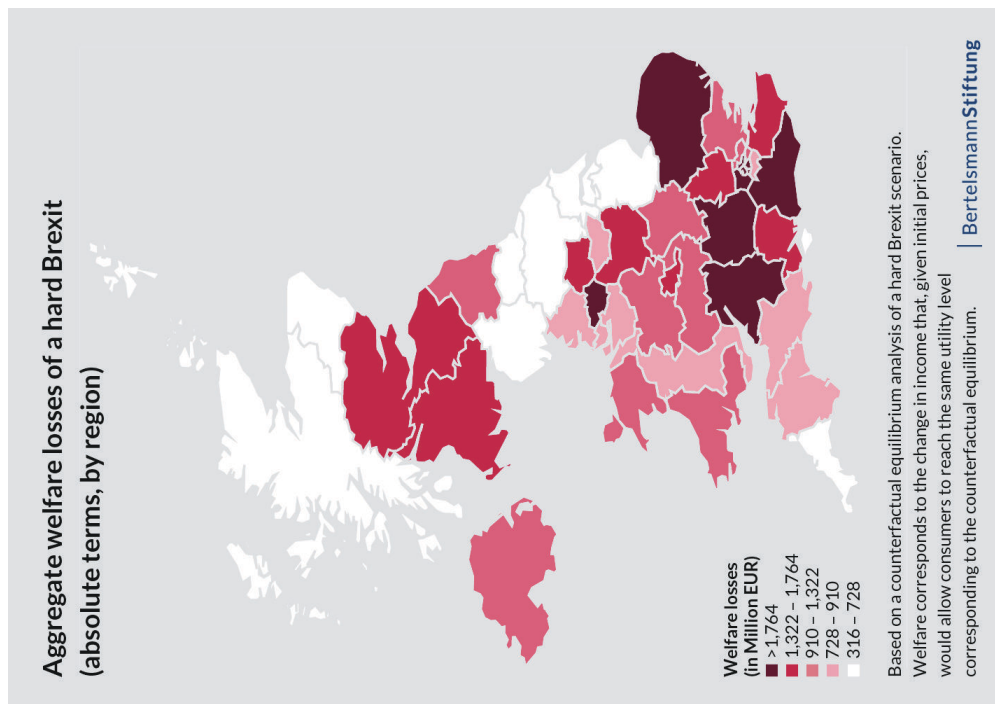 Aggregate welfare losses of a hard Brexit
(absolute terms, by region)
Welfare losses
(in Million EUR)
>1,764
1,322 – 1,764
910 – 1,322
728 – 910
316 – 728
Based on a counterfactual equilibrium analysis of a hard Brexit scenario.
Welfare corresponds to the change in income that, given initial prices,
would allow consumers to reach the same utility level
corresponding to the counterfactual equilibrium.
| BertelsmannStiftung